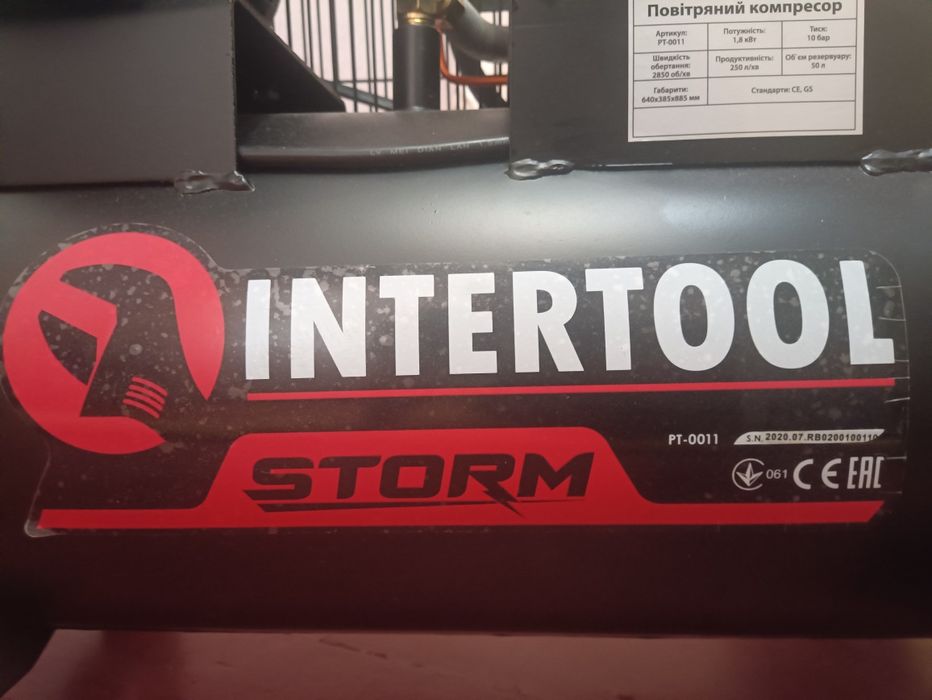 Повітряний компресор
Артикул:
PT-0011
Потужність:
1,8 кВт
Тиск:
10 бар
Швидкість
обертання:
2850 об/хв
Продуктивність:
250 л/хв
Об'єм резервуару:
50 л
Габарити:
640x385x885 мм
Стандарти: CE, GS
INTERTOOL
PT-0011
S.N. 2020.07.RB0200100110
STORM
061 CE EAC